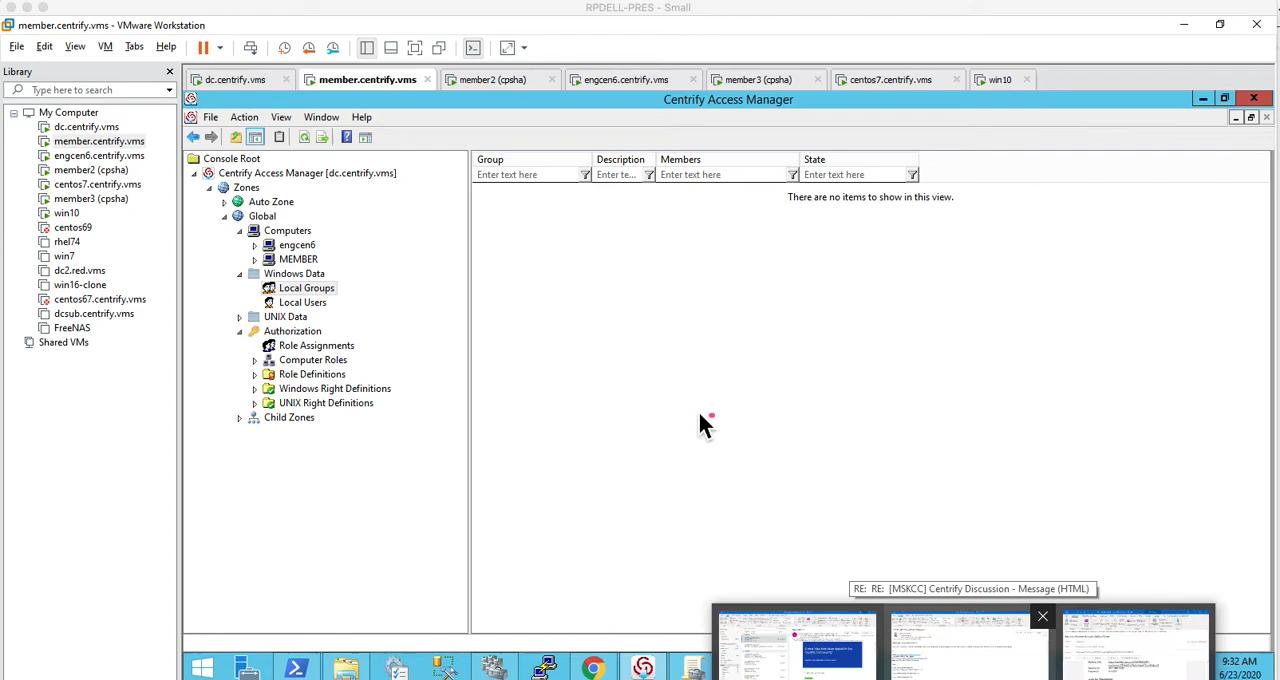 RPDELL-PRES - Small
member.centrify.vms - VMware Workstation
File Edit View VM Tabs Help
Library
Type here to search
My Computer
dc.centrify.vms
member.centrify.vms
engcen6.centrify.vms
member2 (cpsha)
centos7.centrify.vms
member3 (cpsha)
win10
centos69
rhel74
win7
dc2.red.vms
win16-clone
centos67.centrify.vms
dcsub.centrify.vms
FreeNAS
Shared VMs
dc.centrify.vms member.centrify.vms member2 (cpsha) engcen6.centrify.vms member3 (cpsha) centos7.centrify.vms win10
Centrify Access Manager
File Action View Window Help
Console Root
Centrify Access Manager [dc.centrify.vms]
Zones
Auto Zone
Global
Computers
engcen6
MEMBER
Windows Data
Local Groups
Local Users
UNIX Data
Authorization
Role Assignments
Computer Roles
Role Definitions
Windows Right Definitions
UNIX Right Definitions
Child Zones
Group Description Members State
Enter text here Enter te... Enter text here Enter text here
There are no items to show in this view.
RE: RE: [MSKCC] Centrify Discussion - Message (HTML)
9:32 AM
6/23/2020